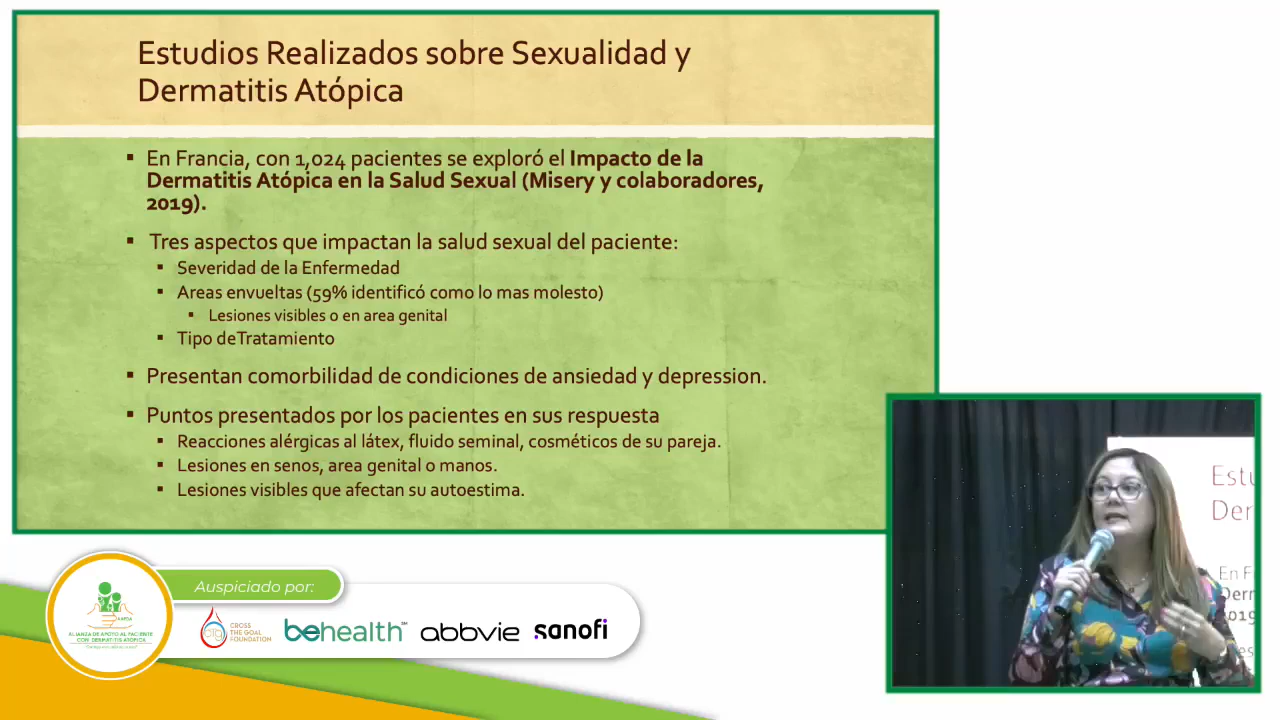 Estudios Realizados sobre Sexualidad y
Dermatitis Atópica
En Francia, con 1,024 pacientes se exploró el Impacto de la
Dermatitis Atópica en la Salud Sexual (Misery y colaboradores,
2019).
Tres aspectos que impactan la salud sexual del paciente:
Severidad de la Enfermedad
Areas envueltas (59% identificó como lo mas molesto)
Lesiones visibles o en area genital
Tipo deTratamiento
Presentan comorbilidad de condiciones de ansiedad y depression.
Puntos presentados por los pacientes en sus respuesta
Reacciones alérgicas al látex, fluido seminal, cosméticos de su pareja.
Lesiones en senos, area genital o manos.
Lesiones visibles que afectan su autoestima.
Estu
Der
En F
Derm
2019
Auspiciado por:
ALIANZA DE APOYO AL PACIENTE
CON DERMATITIS ATÓPICA
CROSS
THE GOAL
FOUNDATION
behealth
abbvie
sanofi